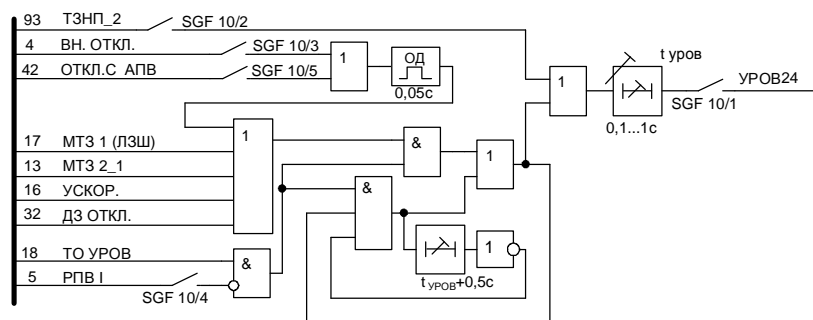 93 ТЗНП_2 SGF 10/2
4 ВН. ОТКЛ. SGF 10/3
42 ОТКЛ.С АПВ SGF 10/5
1
ОД
0,05с
1
t уров
0,1...1с
SGF 10/1
УРОВ24
17 МТЗ 1 (ЛЗШ)
13 МТЗ 2_1
16 УСКОР.
32 ДЗ ОТКЛ.
1
&
1
&
1
tУРОВ+0,5с
18 ТО УРОВ
5 РПВ I
SGF 10/4
&